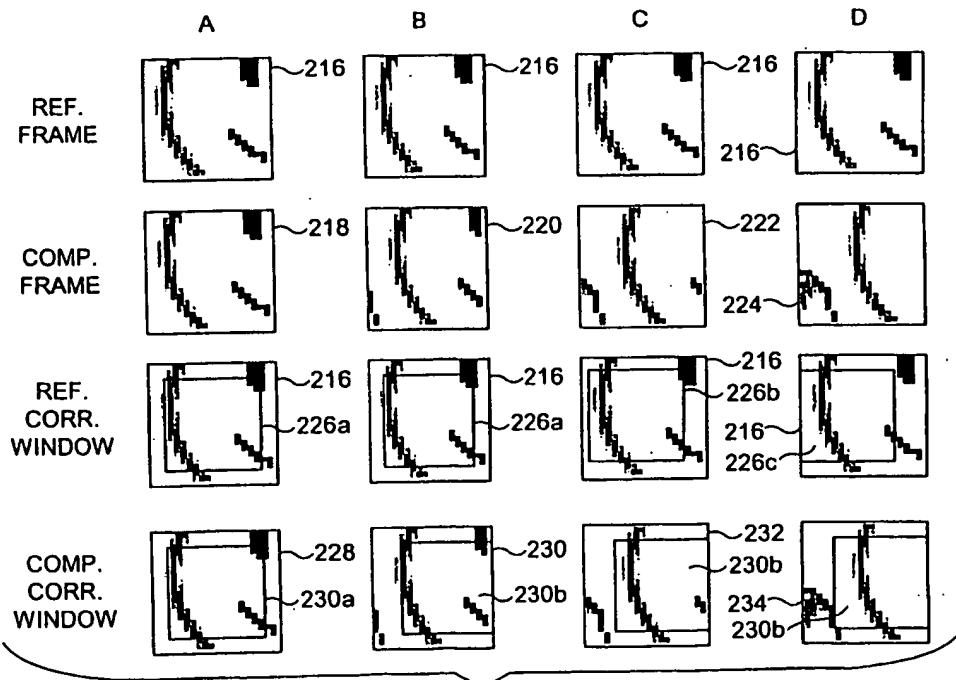 A B C D
REF. FRAME 216 216 216 216
COMP. FRAME 218 220 222 224
REF. CORR. WINDOW 216 226a 216 226a 216 226b 216 226c
COMP. CORR. WINDOW 228 230a 230 230b 232 230b 234 230b